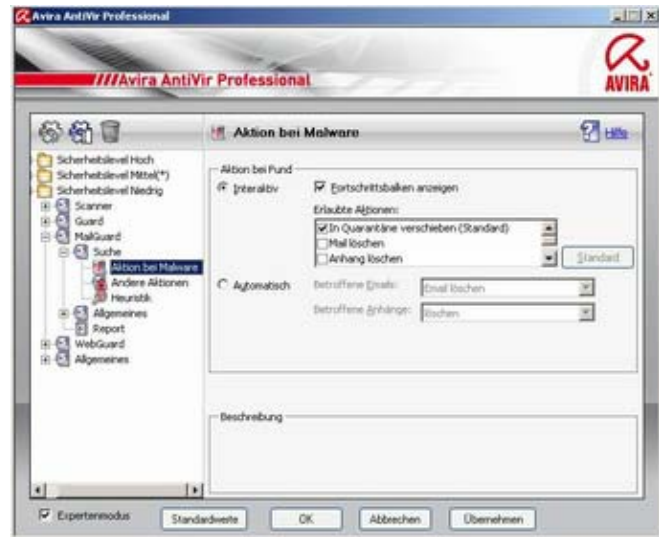 Avira AntiVir Professional
////Avira AntiVir Professional
AVIRA
Aktion bei Malware
Hilfe
Sicherheitslevel Hoch
Sicherheitslevel Mittel(*)
Sicherheitslevel Niedrig
Scanner
Guard
MailGuard
Suche
Aktion bei Malware
Andere Aktionen
Heuristik
Allgemeines
Report
WebGuard
Allgemeines
Aktion bei Fund
Interaktiv
Fortschrittsbalken anzeigen
Erlaubte Aktionen:
In Quarantäne verschieben (Standard)
Mail löschen
Anhang löschen
Standard
Automatisch
Betroffene Emails:
Email löschen
Betroffene Anhänge:
löschen
Beschreibung
Expertenmodus
Standardwerte
OK
Abbrechen
Übernehmen